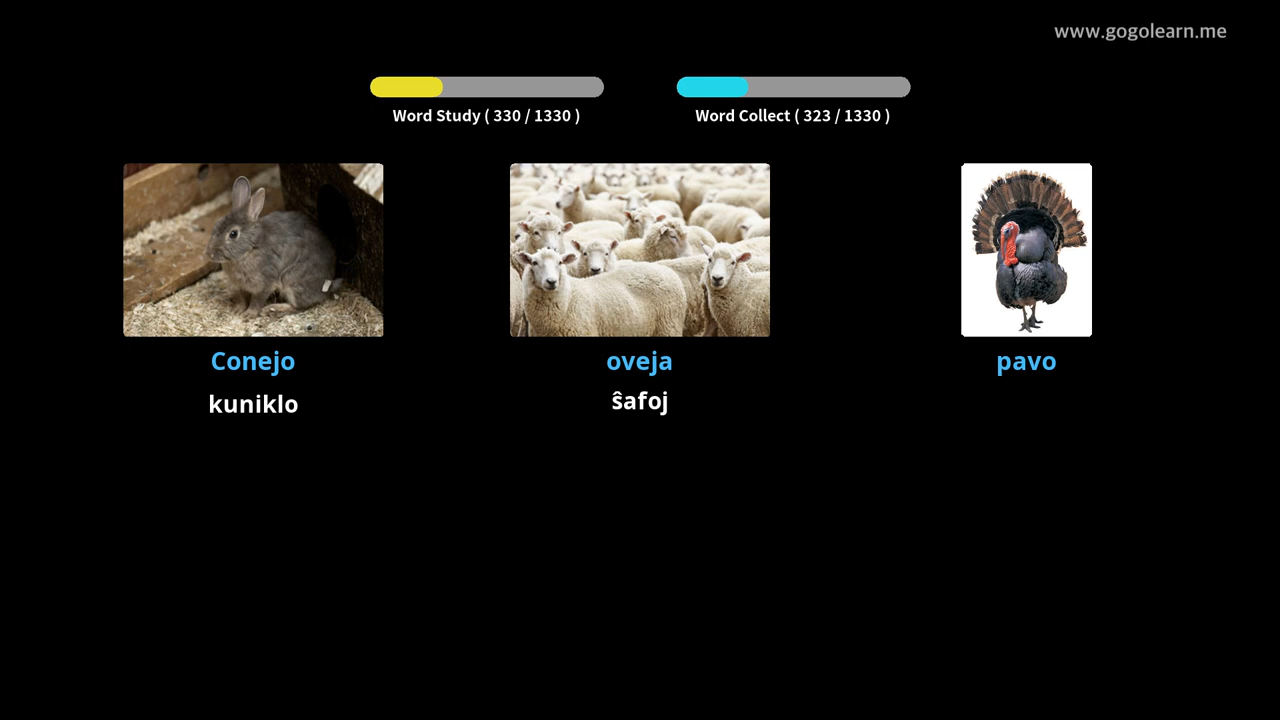 www.gogolearn.me
Word Study ( 330 / 1330 )
Word Collect ( 323 / 1330 )
Conejo
oveja
pavo
kuniklo
ŝafoj